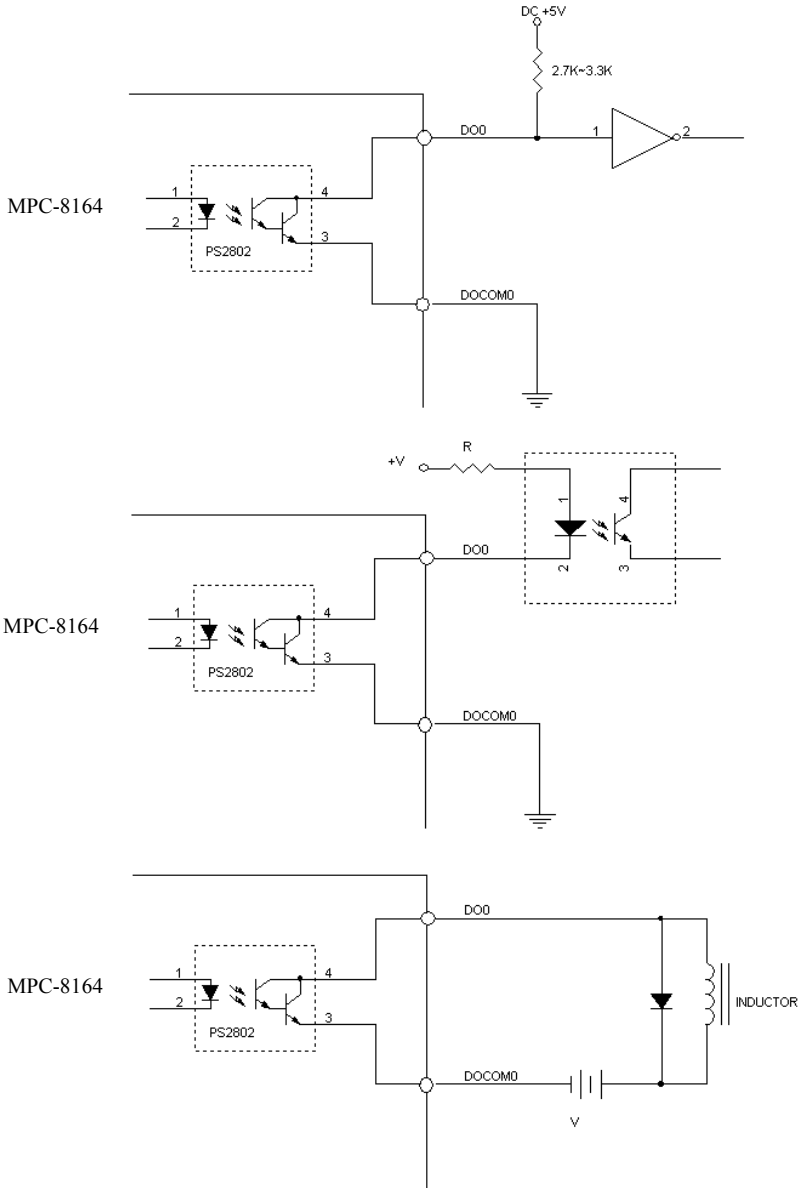 DC +5V
2.7K~3.3K
DO0
1
2
MPC-8164
1
2
4
3
PS2802
DOCOM0
+V
R
1
4
2
3
DO0
MPC-8164
1
2
4
3
PS2802
DOCOM0
DO0
MPC-8164
1
2
4
3
PS2802
INDUCTOR
DOCOM0
V